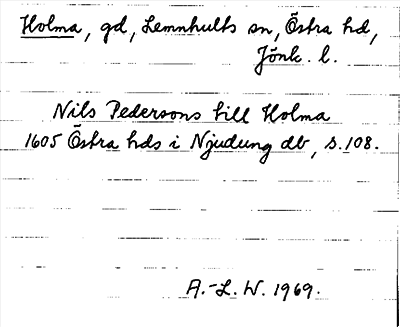 Holma, gd, Lemnhults sn, Östra hd,
Jönk. l.
Nils Pedersons till Holma
1605 Östra hds i Njudung db, s. 108.
A.-L. W. 1969.